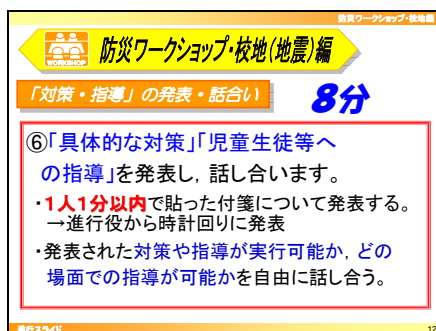 防災ワークショップ・校地編
WORKSHOP
防災ワークショップ・校地(地震)編
「対策・指導」の発表・話合い
8分
⑥「具体的な対策」「児童生徒等へ
の指導」を発表し,話し合います。
・1人1分以内で貼った付箋について発表する。
→進行役から時計回りに発表
・発表された対策や指導が実行可能か,どの
場面での指導が可能かを自由に話し合う。
進行スライド
12